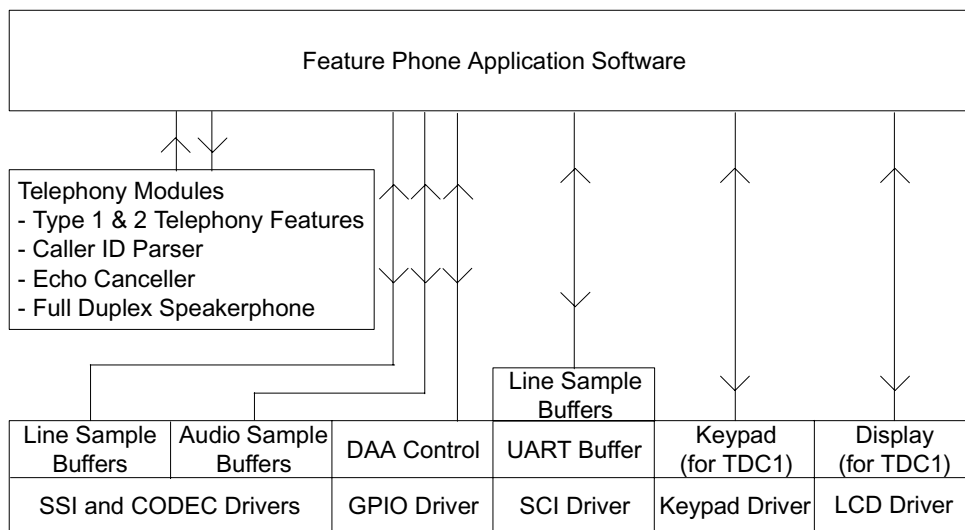 Feature Phone Application Software
Telephony Modules
- Type 1 & 2 Telephony Features
- Caller ID Parser
- Echo Canceller
- Full Duplex Speakerphone
Line Sample
Buffers
Line Sample
Buffers
Audio Sample
Buffers
DAA Control
UART Buffer
Keypad
(for TDC1)
Display
(for TDC1)
SSI and CODEC Drivers
GPIO Driver
SCI Driver
Keypad Driver
LCD Driver